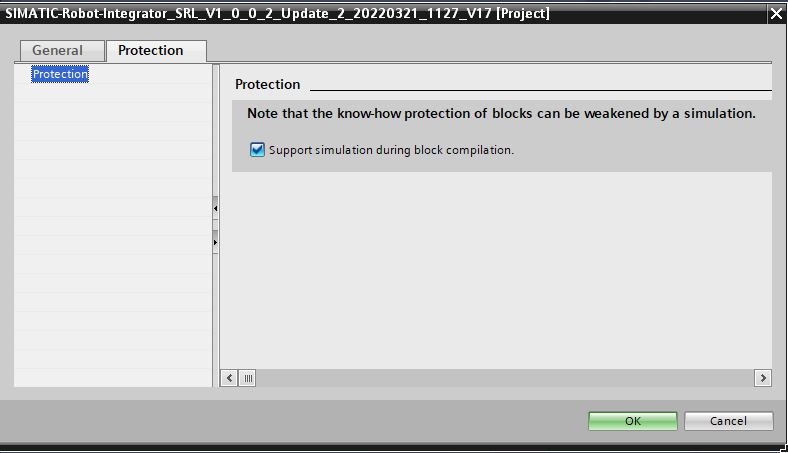 SIMATIC-Robot-Integrator_SRL_V1_0_0_2_Update_2_20220321_1127_V17 [Project]
General
Protection
Protection
Protection
Note that the know-how protection of blocks can be weakened by a simulation.
Support simulation during block compilation.
OK
Cancel